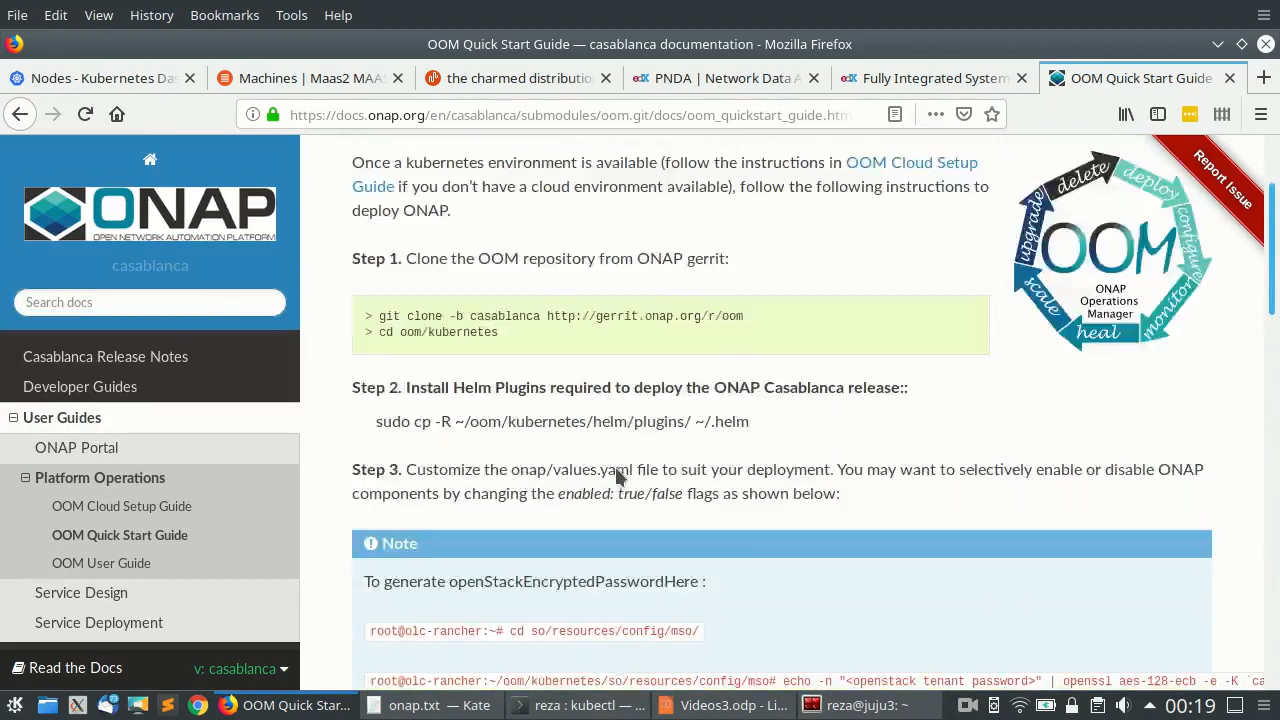 File Edit View History Bookmarks Tools Help
OOM Quick Start Guide — casablanca documentation - Mozilla Firefox
Nodes - Kubernetes Das
Machines | Maas2 MAAS
the charmed distributio
edX PNDA | Network Data A
edX Fully Integrated System
OOM Quick Start Guide
https://docs.onap.org/en/casablanca/submodules/oom.git/docs/oom_quickstart_guide.htm
ONAP
OPEN NETWORK AUTOMATION PLATFORM
casablanca
Search docs
Casablanca Release Notes
Developer Guides
User Guides
ONAP Portal
Platform Operations
OOM Cloud Setup Guide
OOM Quick Start Guide
OOM User Guide
Service Design
Service Deployment
Read the Docs v: casablanca
Once a kubernetes environment is available (follow the instructions in OOM Cloud Setup
Guide if you don't have a cloud environment available), follow the following instructions to
deploy ONAP.
Step 1. Clone the OOM repository from ONAP gerrit:
> git clone -b casablanca http://gerrit.onap.org/r/oom
> cd oom/kubernetes
Step 2. Install Helm Plugins required to deploy the ONAP Casablanca release::
sudo cp -R ~/oom/kubernetes/helm/plugins/ ~/.helm
Step 3. Customize the onap/values.yaml file to suit your deployment. You may want to selectively enable or disable ONAP
components by changing the enabled: true/false flags as shown below:
Note
To generate openStackEncryptedPasswordHere :
root@olc-rancher:~# cd so/resources/config/mso/
root@olc-rancher:~/oom/kubernetes/so/resources/config/mso# echo -n "<openstack tenant password>" | openssl aes-128-ecb -e -K `ca
Report Issue
delete
deploy
configure
monitor
heal
scale
upgrade
OOM
ONAP
Operations
Manager
OOM Quick Star...
onap.txt — Kate
reza : kubectl — ...
Videos3.odp - Li...
reza@juju3: ~
00:19